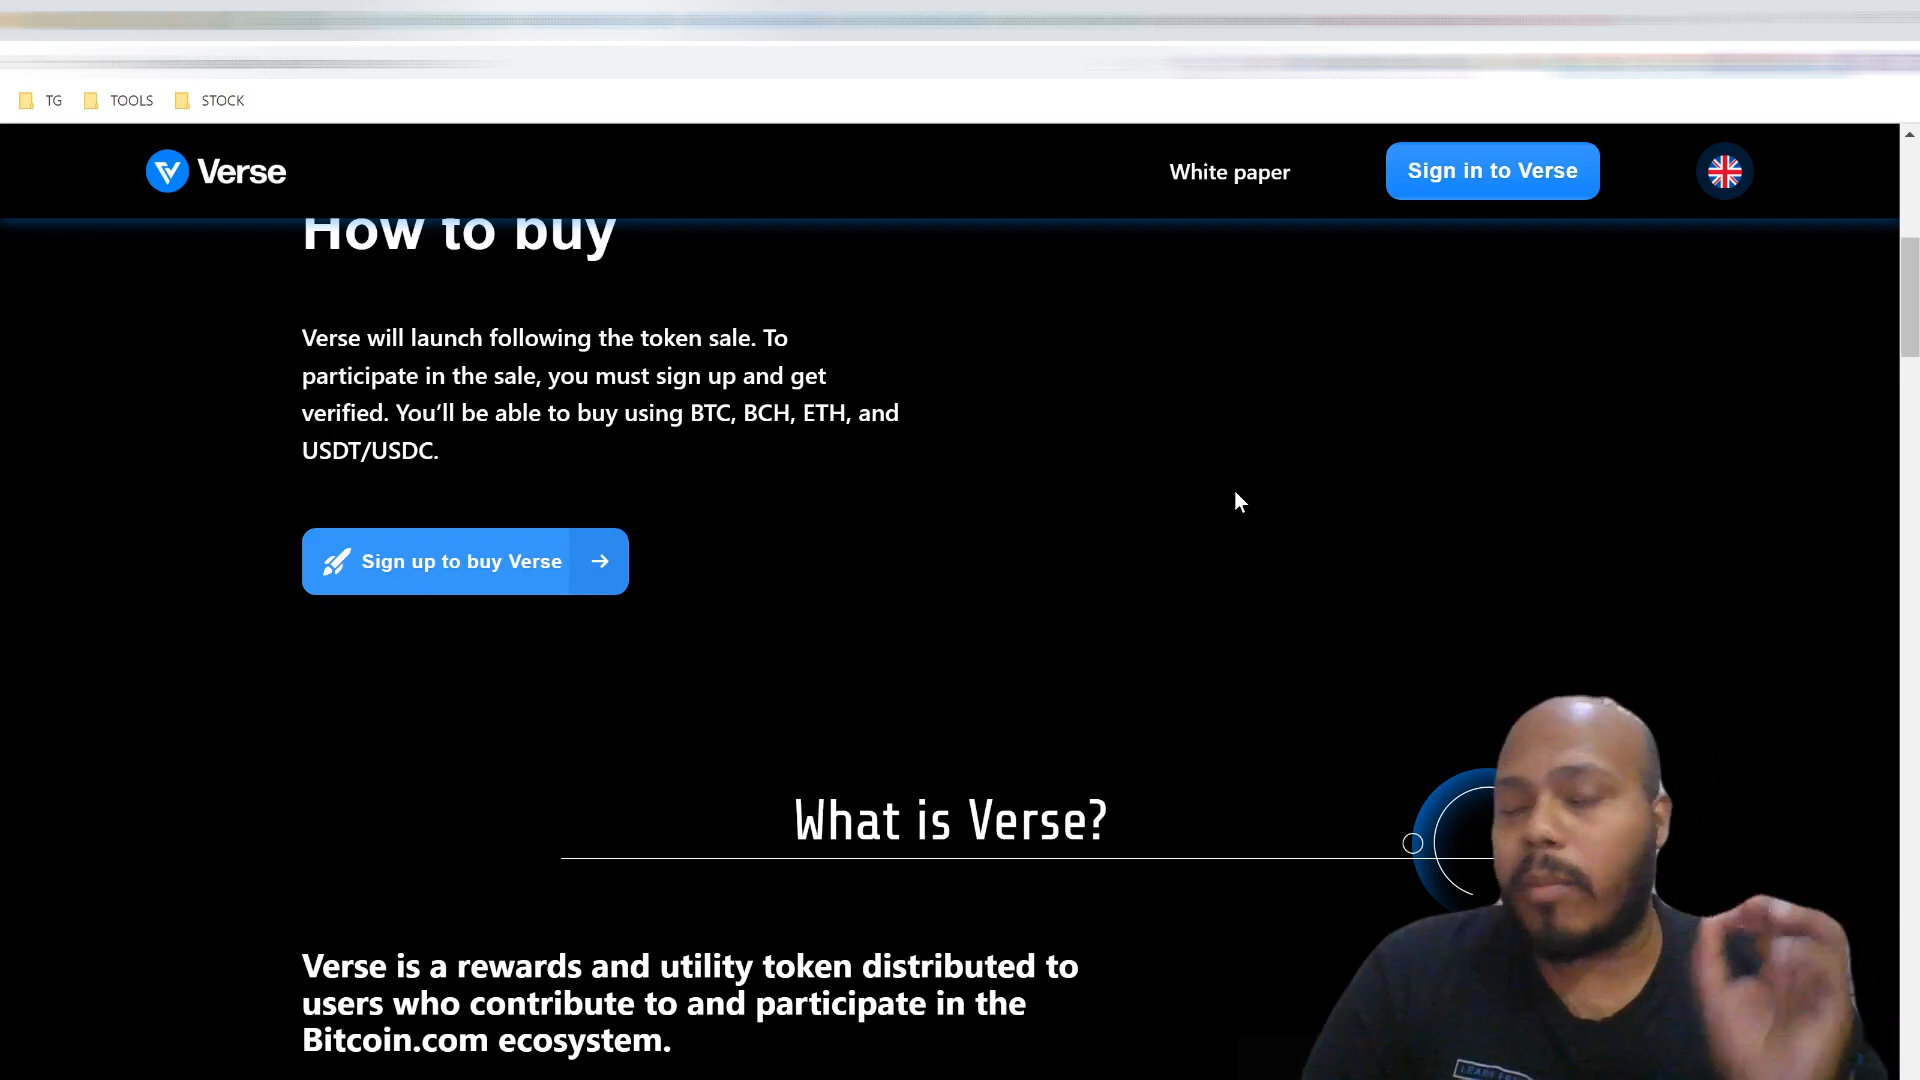 TG TOOLS STOCK
Verse White paper Sign in to Verse
How to buy
Verse will launch following the token sale. To
participate in the sale, you must sign up and get
verified. You’ll be able to buy using BTC, BCH, ETH, and
USDT/USDC.
Sign up to buy Verse
What is Verse?
Verse is a rewards and utility token distributed to
users who contribute to and participate in the
Bitcoin.com ecosystem.